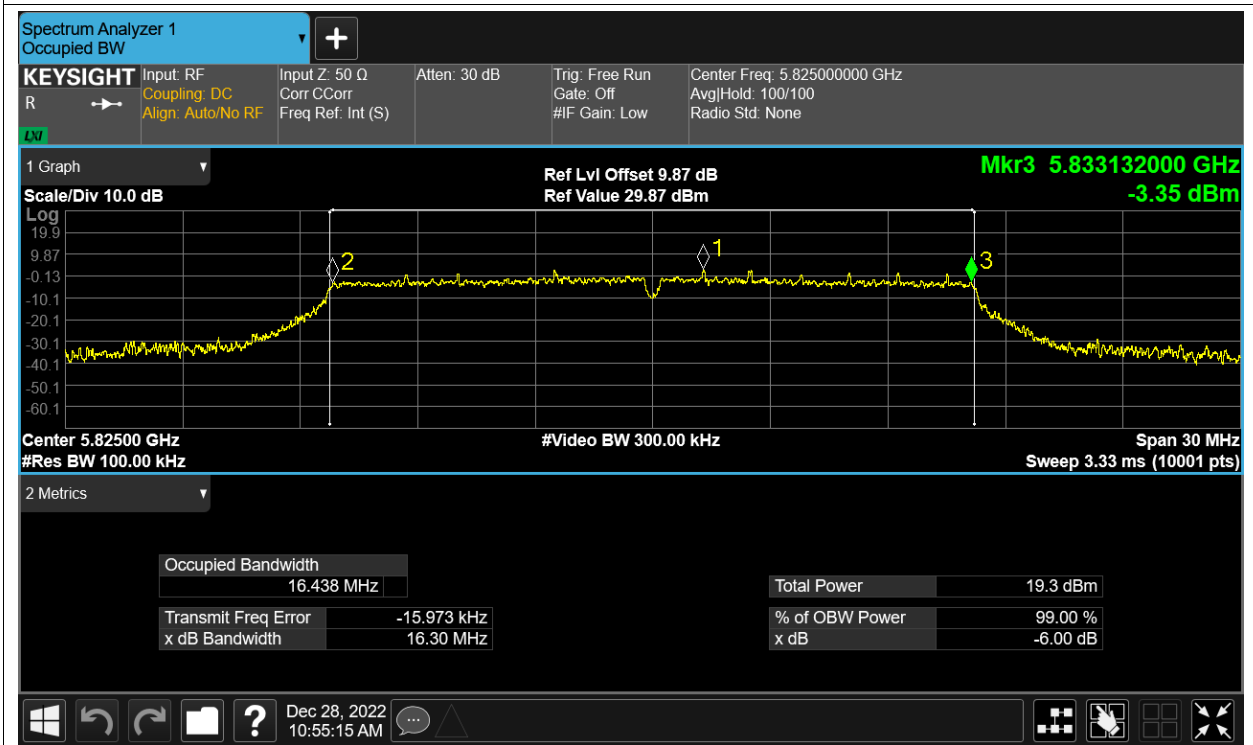 Spectrum Analyzer 1
Occupied BW
KEYSIGHT
R
LXI
Input: RF
Coupling: DC
Align: Auto/No RF
Input Z: 50 Ω
Corr CCorr
Freq Ref: Int (S)
Atten: 30 dB
Trig: Free Run
Gate: Off
#IF Gain: Low
Center Freq: 5.825000000 GHz
Avg|Hold: 100/100
Radio Std: None
1 Graph
Scale/Div 10.0 dB
Ref Lvl Offset 9.87 dB
Ref Value 29.87 dBm
Mkr3 5.833132000 GHz
-3.35 dBm
Log
19.9
9.87
-0.13
-10.1
-20.1
-30.1
-40.1
-50.1
-60.1
2
1
3
Center 5.82500 GHz
#Res BW 100.00 kHz
#Video BW 300.00 kHz
Span 30 MHz
Sweep 3.33 ms (10001 pts)
2 Metrics
Occupied Bandwidth
16.438 MHz
Transmit Freq Error -15.973 kHz
x dB Bandwidth 16.30 MHz
Total Power 19.3 dBm
% of OBW Power 99.00 %
x dB -6.00 dB
?
Dec 28, 2022
10:55:15 AM